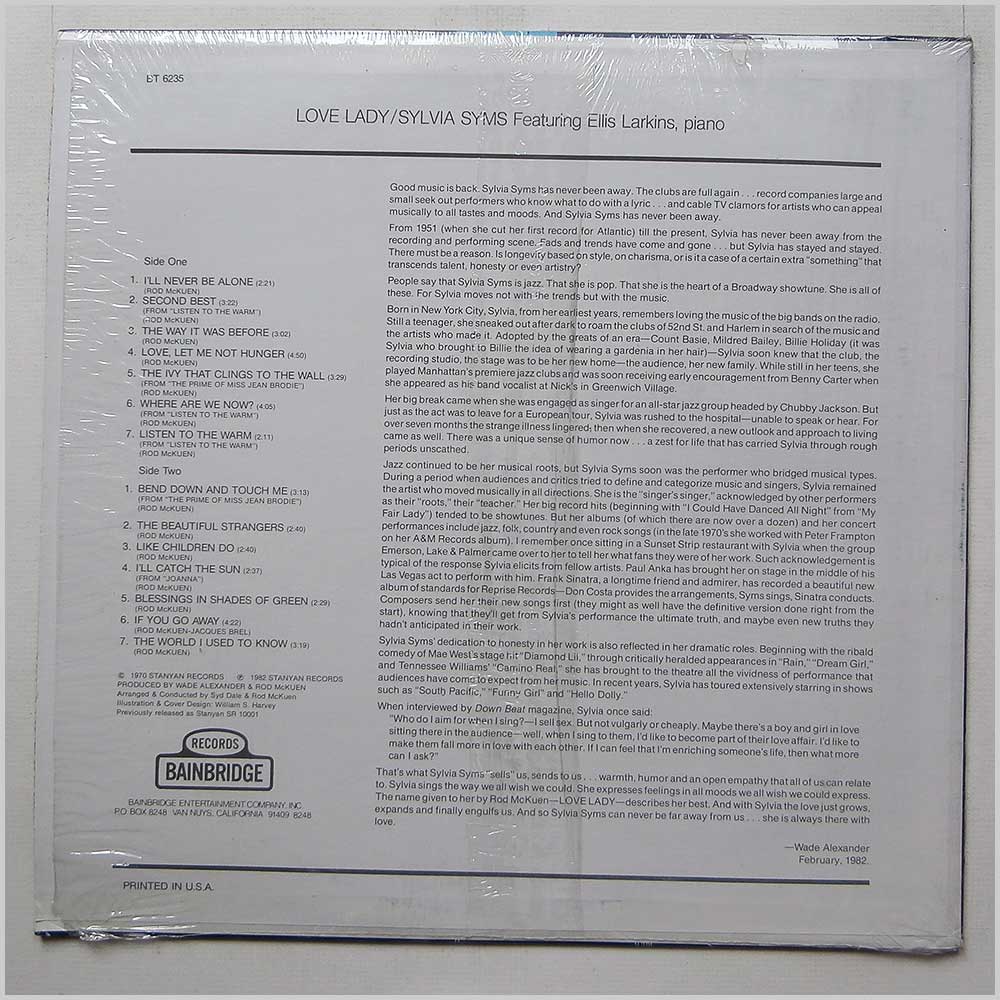 BT 6235
LOVE LADY/SYLVIA SYMS Featuring Ellis Larkins, piano
Side One
1. I'LL NEVER BE ALONE (2:21)
(ROD McKUEN)
2. SECOND BEST (3:22)
(FROM "LISTEN TO THE WARM")
(ROD McKUEN)
3. THE WAY IT WAS BEFORE (3:02)
(ROD McKUEN)
4. LOVE, LET ME NOT HUNGER (4:50)
(ROD McKUEN)
5. THE IVY THAT CLINGS TO THE WALL (3:29)
(FROM "THE PRIME OF MISS JEAN BRODIE")
(ROD McKUEN)
6. WHERE ARE WE NOW? (4:05)
(FROM "LISTEN TO THE WARM")
(ROD McKUEN)
7. LISTEN TO THE WARM (2:11)
(FROM "LISTEN TO THE WARM")
(ROD McKUEN)
Side Two
1. BEND DOWN AND TOUCH ME (3:13)
(FROM "THE PRIME OF MISS JEAN BRODIE")
(ROD McKUEN)
2. THE BEAUTIFUL STRANGERS (2:40)
(ROD McKUEN)
3. LIKE CHILDREN DO (2:40)
(ROD McKUEN)
4. I'LL CATCH THE SUN (2:37)
(FROM "JOANNA")
(ROD McKUEN)
5. BLESSINGS IN SHADES OF GREEN (2:29)
(ROD McKUEN)
6. IF YOU GO AWAY (4:22)
(ROD McKUEN-JACQUES BREL)
7. THE WORLD I USED TO KNOW (3:19)
(ROD McKUEN)
© 1970 STANYAN RECORDS ℗ 1982 STANYAN RECORDS
PRODUCED BY WADE ALEXANDER & ROD McKUEN
Arranged & Conducted by Syd Dale & Rod McKuen
Illustration & Cover Design: William S. Harvey
Previously released as Stanyan SR 10001
RECORDS
BAINBRIDGE
BAINBRIDGE ENTERTAINMENT COMPANY, INC.
P.O. BOX 8248 VAN NUYS, CALIFORNIA 91409 8248
PRINTED IN U.S.A.
Good music is back. Sylvia Syms has never been away. The clubs are full again . . . record companies large and
small seek out performers who know what to do with a lyric . . . and cable TV clamors for artists who can appeal
musically to all tastes and moods. And Sylvia Syms has never been away.
From 1951 (when she cut her first record for Atlantic) till the present, Sylvia has never been away from the
recording and performing scene. Fads and trends have come and gone . . . but Sylvia has stayed and stayed.
There must be a reason. Is longevity based on style, on charisma, or is it a case of a certain extra "something" that
transcends talent, honesty or even artistry?
People say that Sylvia Syms is jazz. That she is pop. That she is the heart of a Broadway showtune. She is all of
these. For Sylvia moves not with the trends but with the music.
Born in New York City, Sylvia, from her earliest years, remembers loving the music of the big bands on the radio.
Still a teenager, she sneaked out after dark to roam the clubs of 52nd St. and Harlem in search of the music and
the artists who made it. Adopted by the greats of an era—Count Basie, Mildred Bailey, Billie Holiday (it was
Sylvia who brought to Billie the idea of wearing a gardenia in her hair)—Sylvia soon knew that the club, the
recording studio, the stage was to be her new home—the audience, her new family. While still in her teens, she
played Manhattan's premiere jazz clubs and was soon receiving early encouragement from Benny Carter when
she appeared as his band vocalist at Nick's in Greenwich Village.
Her big break came when she was engaged as singer for an all-star jazz group headed by Chubby Jackson. But
just as the act was to leave for a European tour, Sylvia was rushed to the hospital—unable to speak or hear. For
over seven months the strange illness lingered; then when she recovered, a new outlook and approach to living
came as well. There was a unique sense of humor now . . . a zest for life that has carried Sylvia through rough
periods unscathed.
Jazz continued to be her musical roots, but Sylvia Syms soon was the performer who bridged musical types.
During a period when audiences and critics tried to define and categorize music and singers, Sylvia remained
the artist who moved musically in all directions. She is the "singer's singer," acknowledged by other performers
as their "roots," their "teacher." Her big record hits (beginning with "I Could Have Danced All Night" from "My
Fair Lady") tended to be showtunes. But her albums (of which there are now over a dozen) and her concert
performances include jazz, folk, country and even rock songs (in the late 1970's she worked with Peter Frampton
on her A&M Records album). I remember once sitting in a Sunset Strip restaurant with Sylvia when the group
Emerson, Lake & Palmer came over to her to tell her what fans they were of her work. Such acknowledgement is
typical of the response Sylvia elicits from fellow artists. Paul Anka has brought her on stage in the middle of his
Las Vegas act to perform with him. Frank Sinatra, a longtime friend and admirer, has recorded a beautiful new
album of standards for Reprise Records—Don Costa provides the arrangements, Syms sings, Sinatra conducts.
Composers send her their new songs first (they might as well have the definitive version done right from the
start), knowing that they'll get from Sylvia's performance the ultimate truth, and maybe even new truths they
hadn't anticipated in their work.
Sylvia Syms' dedication to honesty in her work is also reflected in her dramatic roles. Beginning with the ribald
comedy of Mae West's stage hit "Diamond Lil," through critically heralded appearances in "Rain," "Dream Girl,"
and Tennessee Williams' "Camino Real," she has brought to the theatre all the vividness of performance that
audiences have come to expect from her music. In recent years, Sylvia has toured extensively starring in shows
such as "South Pacific," "Funny Girl" and "Hello Dolly."
When interviewed by Down Beat magazine, Sylvia once said:
"Who do I aim for when I sing?—I sell sex. But not vulgarly or cheaply. Maybe there's a boy and girl in love
sitting there in the audience—well, when I sing to them, I'd like to become part of their love affair. I'd like to
make them fall more in love with each other. If I can feel that I'm enriching someone's life, then what more
can I ask?"
That's what Sylvia Syms "sells" us, sends to us . . . warmth, humor and an open empathy that all of us can relate
to. Sylvia sings the way we all wish we could. She expresses feelings in all moods we all wish we could express.
The name given to her by Rod McKuen—LOVE LADY—describes her best. And with Sylvia the love just grows,
expands and finally engulfs us. And so Sylvia Syms can never be far away from us . . . she is always there with
love.
—Wade Alexander
February, 1982.